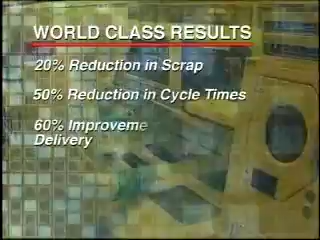 WORLD CLASS RESULTS
20% Reduction in Scrap
50% Reduction in Cycle Times
60% Improveme
Delivery